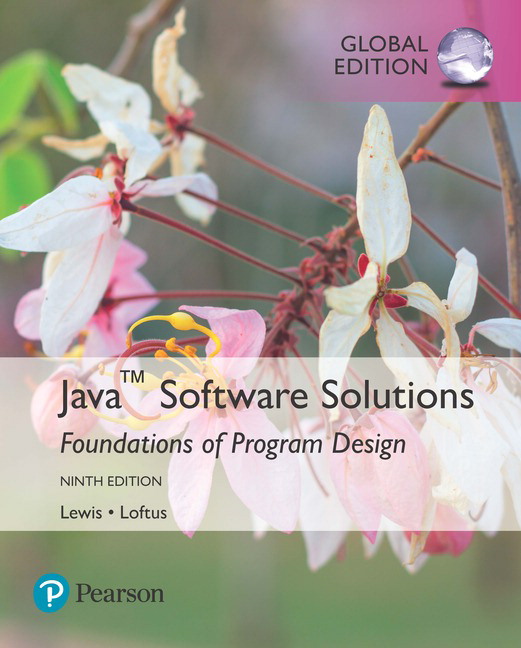 GLOBAL
EDITION
Java™ Software Solutions
Foundations of Program Design
NINTH EDITION
Lewis • Loftus
P Pearson